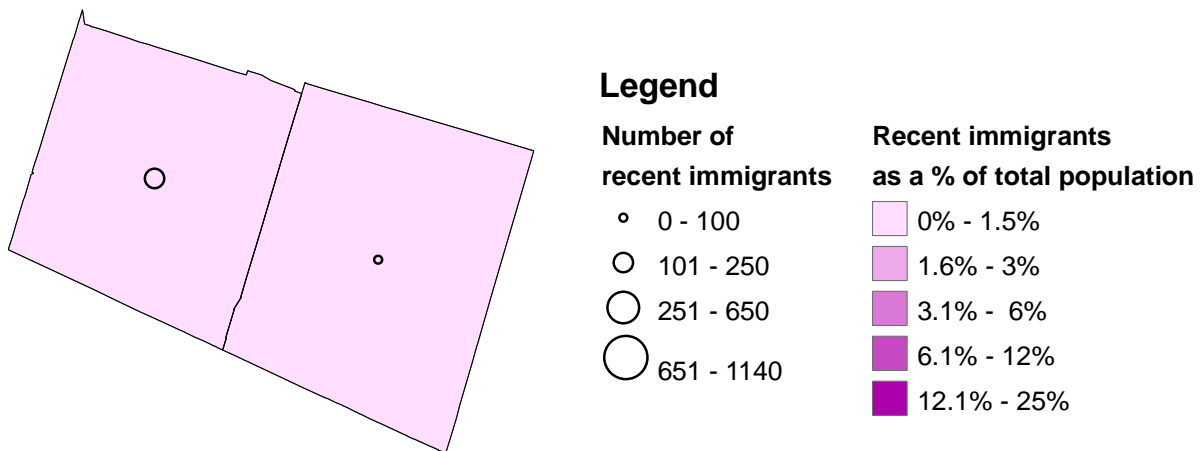 Legend
Number of
recent immigrants
0 - 100
101 - 250
251 - 650
651 - 1140
Recent immigrants
as a % of total population
0% - 1.5%
1.6% - 3%
3.1% -  6%
6.1% - 12%
12.1% - 25%